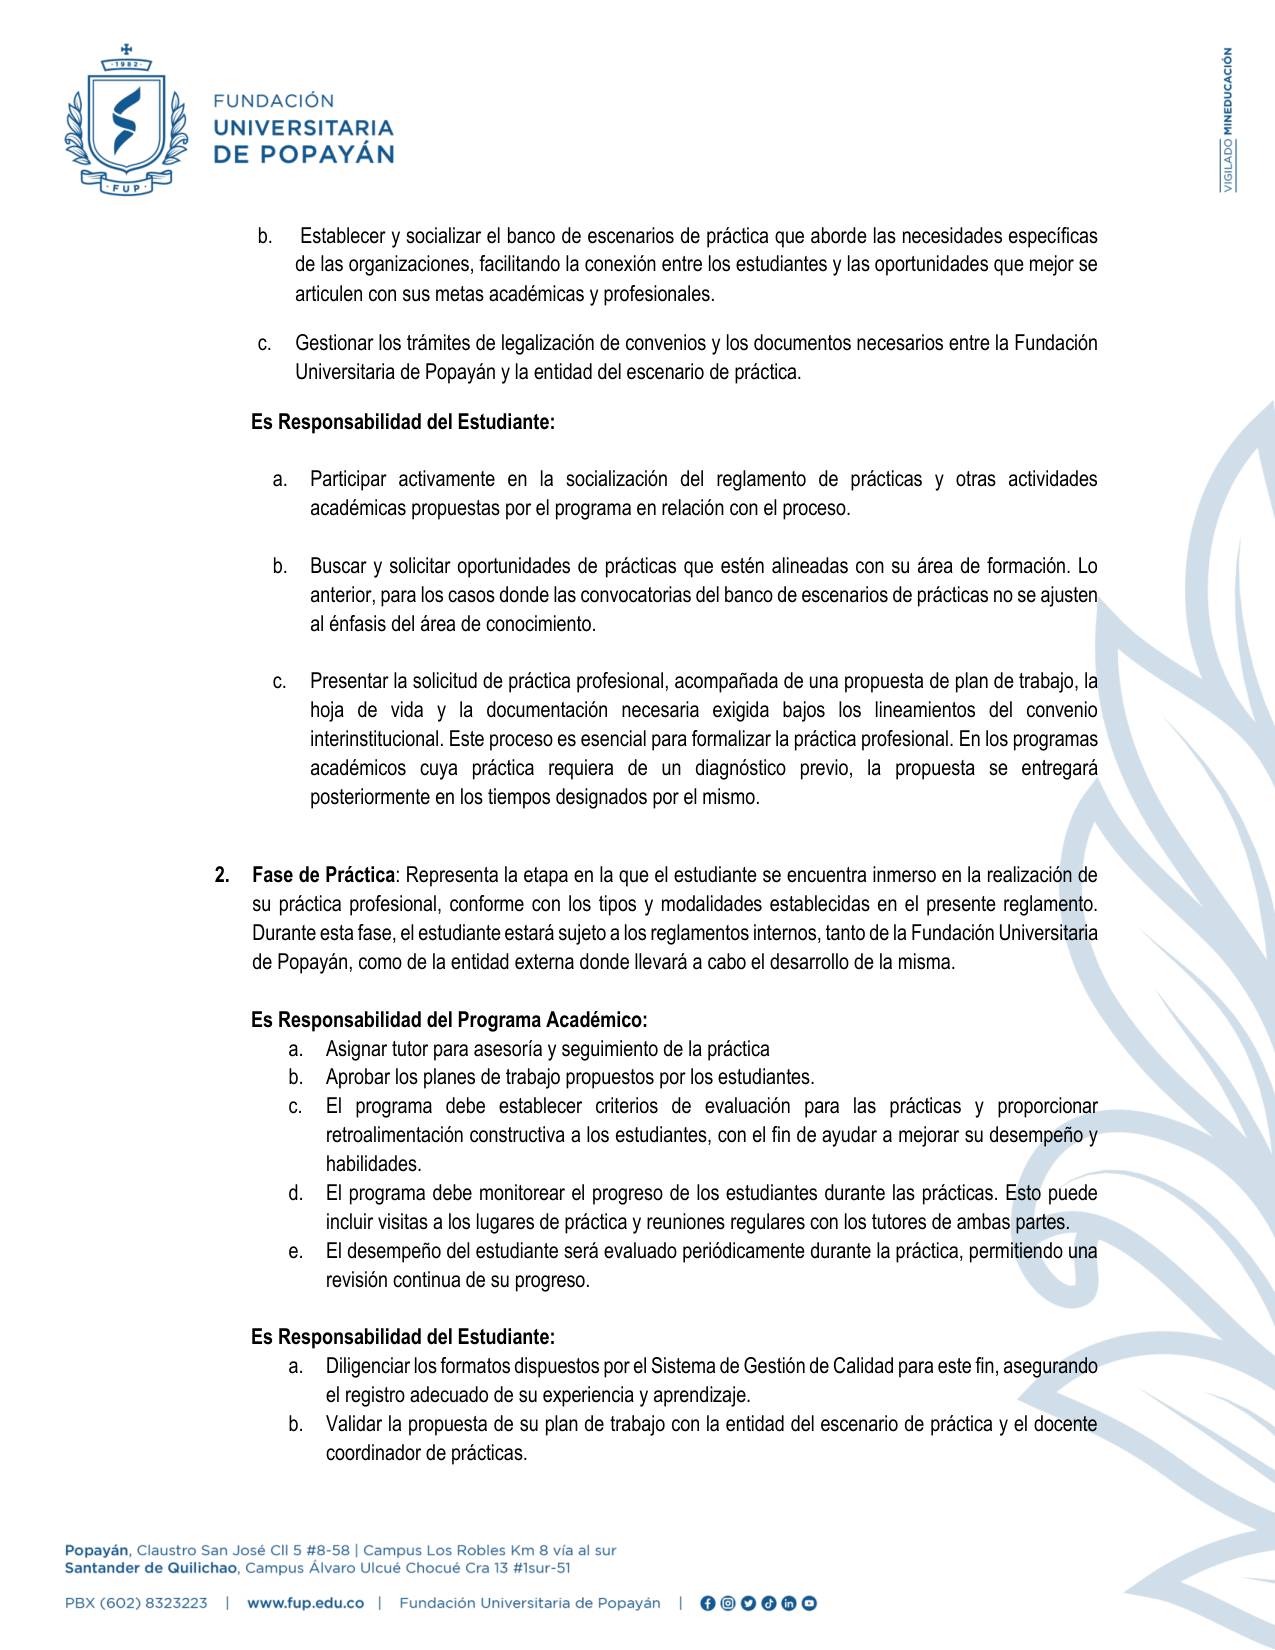 · 1982 ·
· FUP ·
FUNDACIÓN
UNIVERSITARIA
DE POPAYÁN
VIGILADO MINEDUCACIÓN
b. Establecer y socializar el banco de escenarios de práctica que aborde las necesidades específicas
de las organizaciones, facilitando la conexión entre los estudiantes y las oportunidades que mejor se
articulen con sus metas académicas y profesionales.
c. Gestionar los trámites de legalización de convenios y los documentos necesarios entre la Fundación
Universitaria de Popayán y la entidad del escenario de práctica.
Es Responsabilidad del Estudiante:
a. Participar activamente en la socialización del reglamento de prácticas y otras actividades
académicas propuestas por el programa en relación con el proceso.
b. Buscar y solicitar oportunidades de prácticas que estén alineadas con su área de formación. Lo
anterior, para los casos donde las convocatorias del banco de escenarios de prácticas no se ajusten
al énfasis del área de conocimiento.
c. Presentar la solicitud de práctica profesional, acompañada de una propuesta de plan de trabajo, la
hoja de vida y la documentación necesaria exigida bajos los lineamientos del convenio
interinstitucional. Este proceso es esencial para formalizar la práctica profesional. En los programas
académicos cuya práctica requiera de un diagnóstico previo, la propuesta se entregará
posteriormente en los tiempos designados por el mismo.
2. Fase de Práctica: Representa la etapa en la que el estudiante se encuentra inmerso en la realización de
su práctica profesional, conforme con los tipos y modalidades establecidas en el presente reglamento.
Durante esta fase, el estudiante estará sujeto a los reglamentos internos, tanto de la Fundación Universitaria
de Popayán, como de la entidad externa donde llevará a cabo el desarrollo de la misma.
Es Responsabilidad del Programa Académico:
a. Asignar tutor para asesoría y seguimiento de la práctica
b. Aprobar los planes de trabajo propuestos por los estudiantes.
c. El programa debe establecer criterios de evaluación para las prácticas y proporcionar
retroalimentación constructiva a los estudiantes, con el fin de ayudar a mejorar su desempeño y
habilidades.
d. El programa debe monitorear el progreso de los estudiantes durante las prácticas. Esto puede
incluir visitas a los lugares de práctica y reuniones regulares con los tutores de ambas partes.
e. El desempeño del estudiante será evaluado periódicamente durante la práctica, permitiendo una
revisión continua de su progreso.
Es Responsabilidad del Estudiante:
a. Diligenciar los formatos dispuestos por el Sistema de Gestión de Calidad para este fin, asegurando
el registro adecuado de su experiencia y aprendizaje.
b. Validar la propuesta de su plan de trabajo con la entidad del escenario de práctica y el docente
coordinador de prácticas.
Popayán, Claustro San José Cll 5 #8-58 | Campus Los Robles Km 8 vía al sur
Santander de Quilichao, Campus Álvaro Ulcué Chocué Cra 13 #1sur-51
PBX (602) 8323223 | www.fup.edu.co | Fundación Universitaria de Popayán |